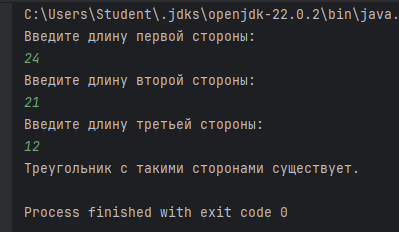 C:\Users\Student\.jdks\openjdk-22.0.2\bin\java.
Введите длину первой стороны:
24
Введите длину второй стороны:
21
Введите длину третьей стороны:
12
Треугольник с такими сторонами существует.
Process finished with exit code 0